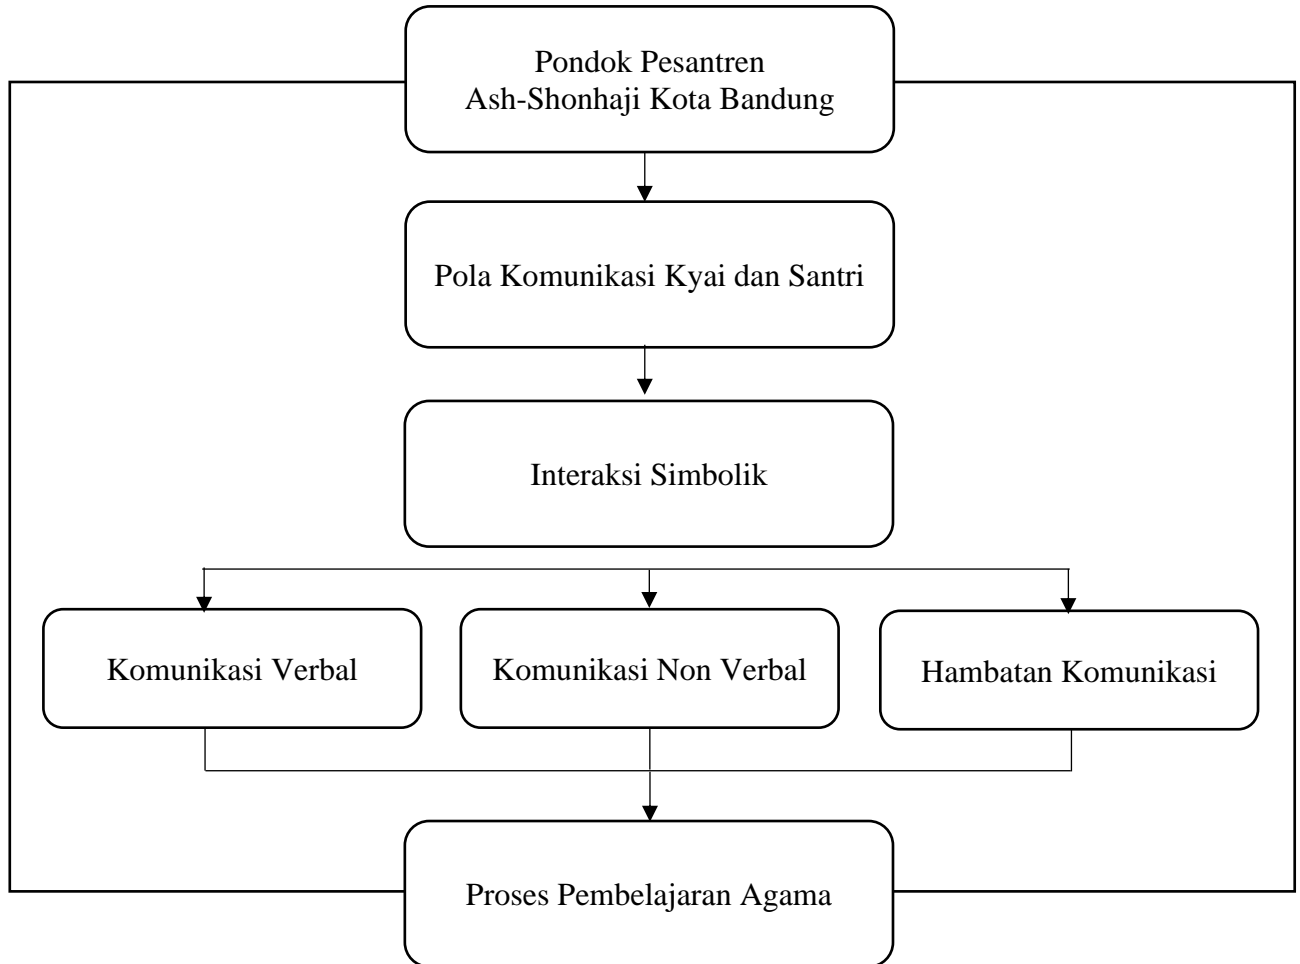 Pondok Pesantren
Ash-Shonhaji Kota Bandung
Pola Komunikasi Kyai dan Santri
Interaksi Simbolik
Komunikasi Verbal
Komunikasi Non Verbal
Hambatan Komunikasi
Proses Pembelajaran Agama